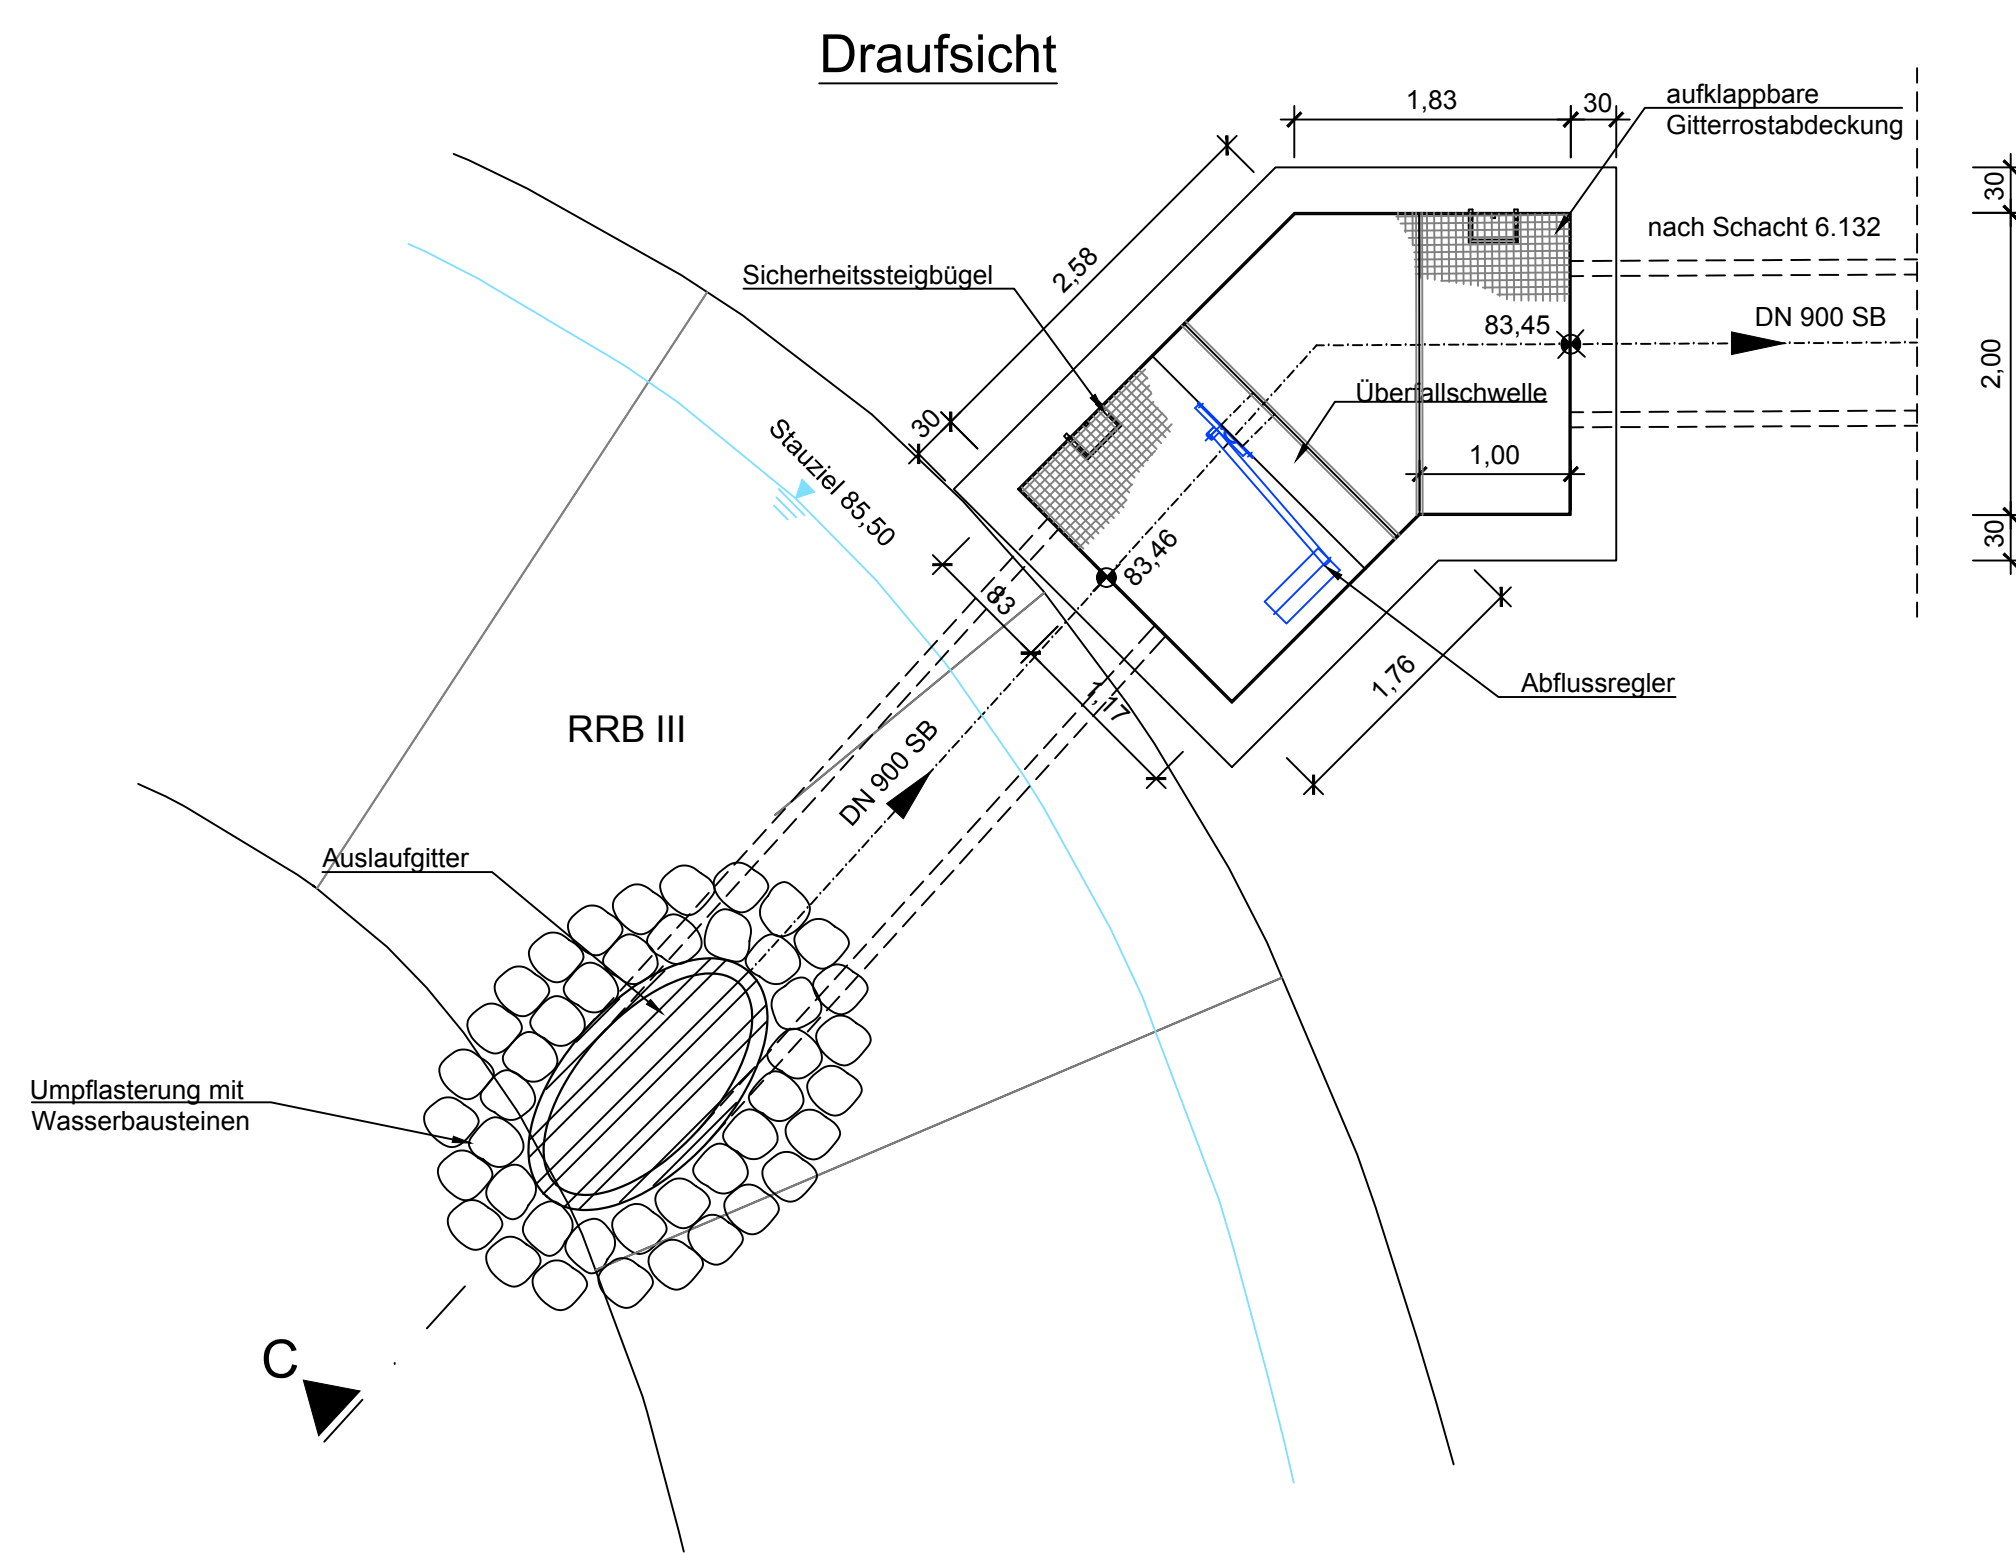 Draufsicht
1,83
30
aufklappbare
Gitterrostabdeckung
30
nach Schacht 6.132
2,58
Sicherheitssteigbügel
83,45
DN 900 SB
2,00
Überfallschwelle
30
Stauziel 85,50
1,00
30
83,46
83
1,76
Abflussregler
1,17
RRB III
DN 900 SB
Auslaufgitter
Umpflasterung mit
Wasserbausteinen
C